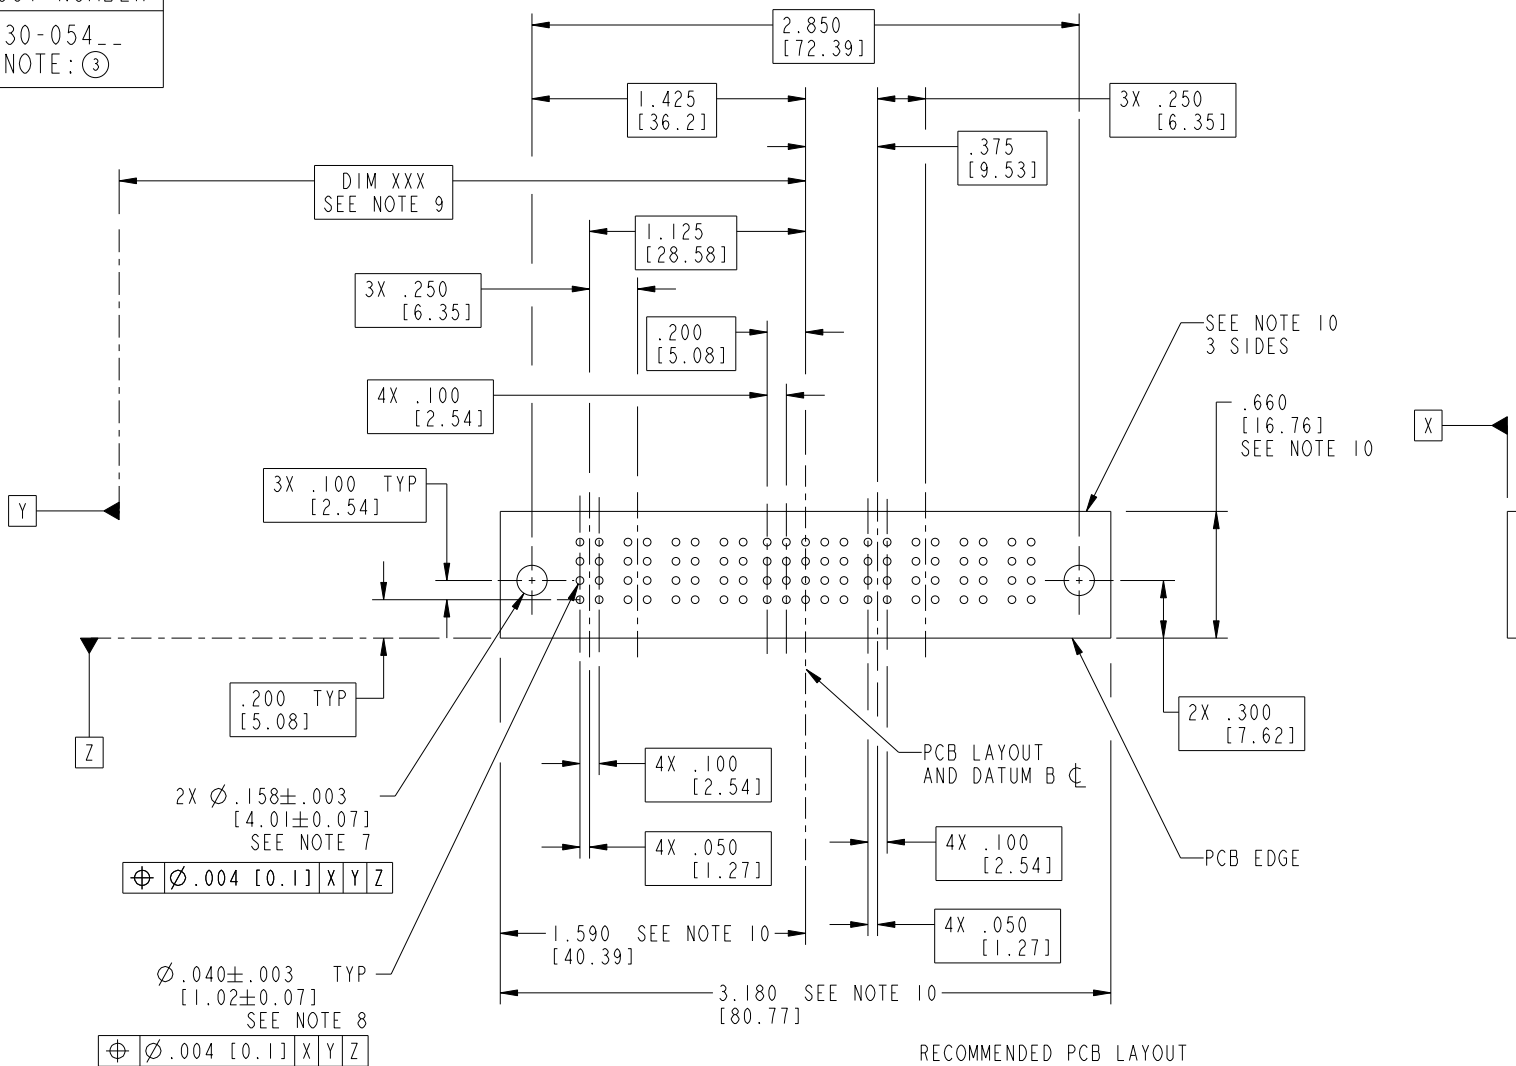 30-054__
NOTE: 3
2.850
[72.39]
1.425
[36.2]
3X .250
[6.35]
.375
[9.53]
DIM XXX
SEE NOTE 9
1.125
[28.58]
3X .250
[6.35]
.200
[5.08]
SEE NOTE 10
3 SIDES
4X .100
[2.54]
.660
[16.76]
SEE NOTE 10
X
3X .100 TYP
[2.54]
Y
.200 TYP
[5.08]
2X .300
[7.62]
Z
PCB LAYOUT
AND DATUM B ℄
4X .100
[2.54]
2X Ø.158±.003
[4.01±0.07]
SEE NOTE 7
⌖ Ø.004 [0.1] X Y Z
4X .050
[1.27]
4X .100
[2.54]
PCB EDGE
4X .050
[1.27]
1.590 SEE NOTE 10
[40.39]
Ø.040±.003 TYP
[1.02±0.07]
SEE NOTE 8
⌖ Ø.004 [0.1] X Y Z
3.180 SEE NOTE 10
[80.77]
RECOMMENDED PCB LAYOUT